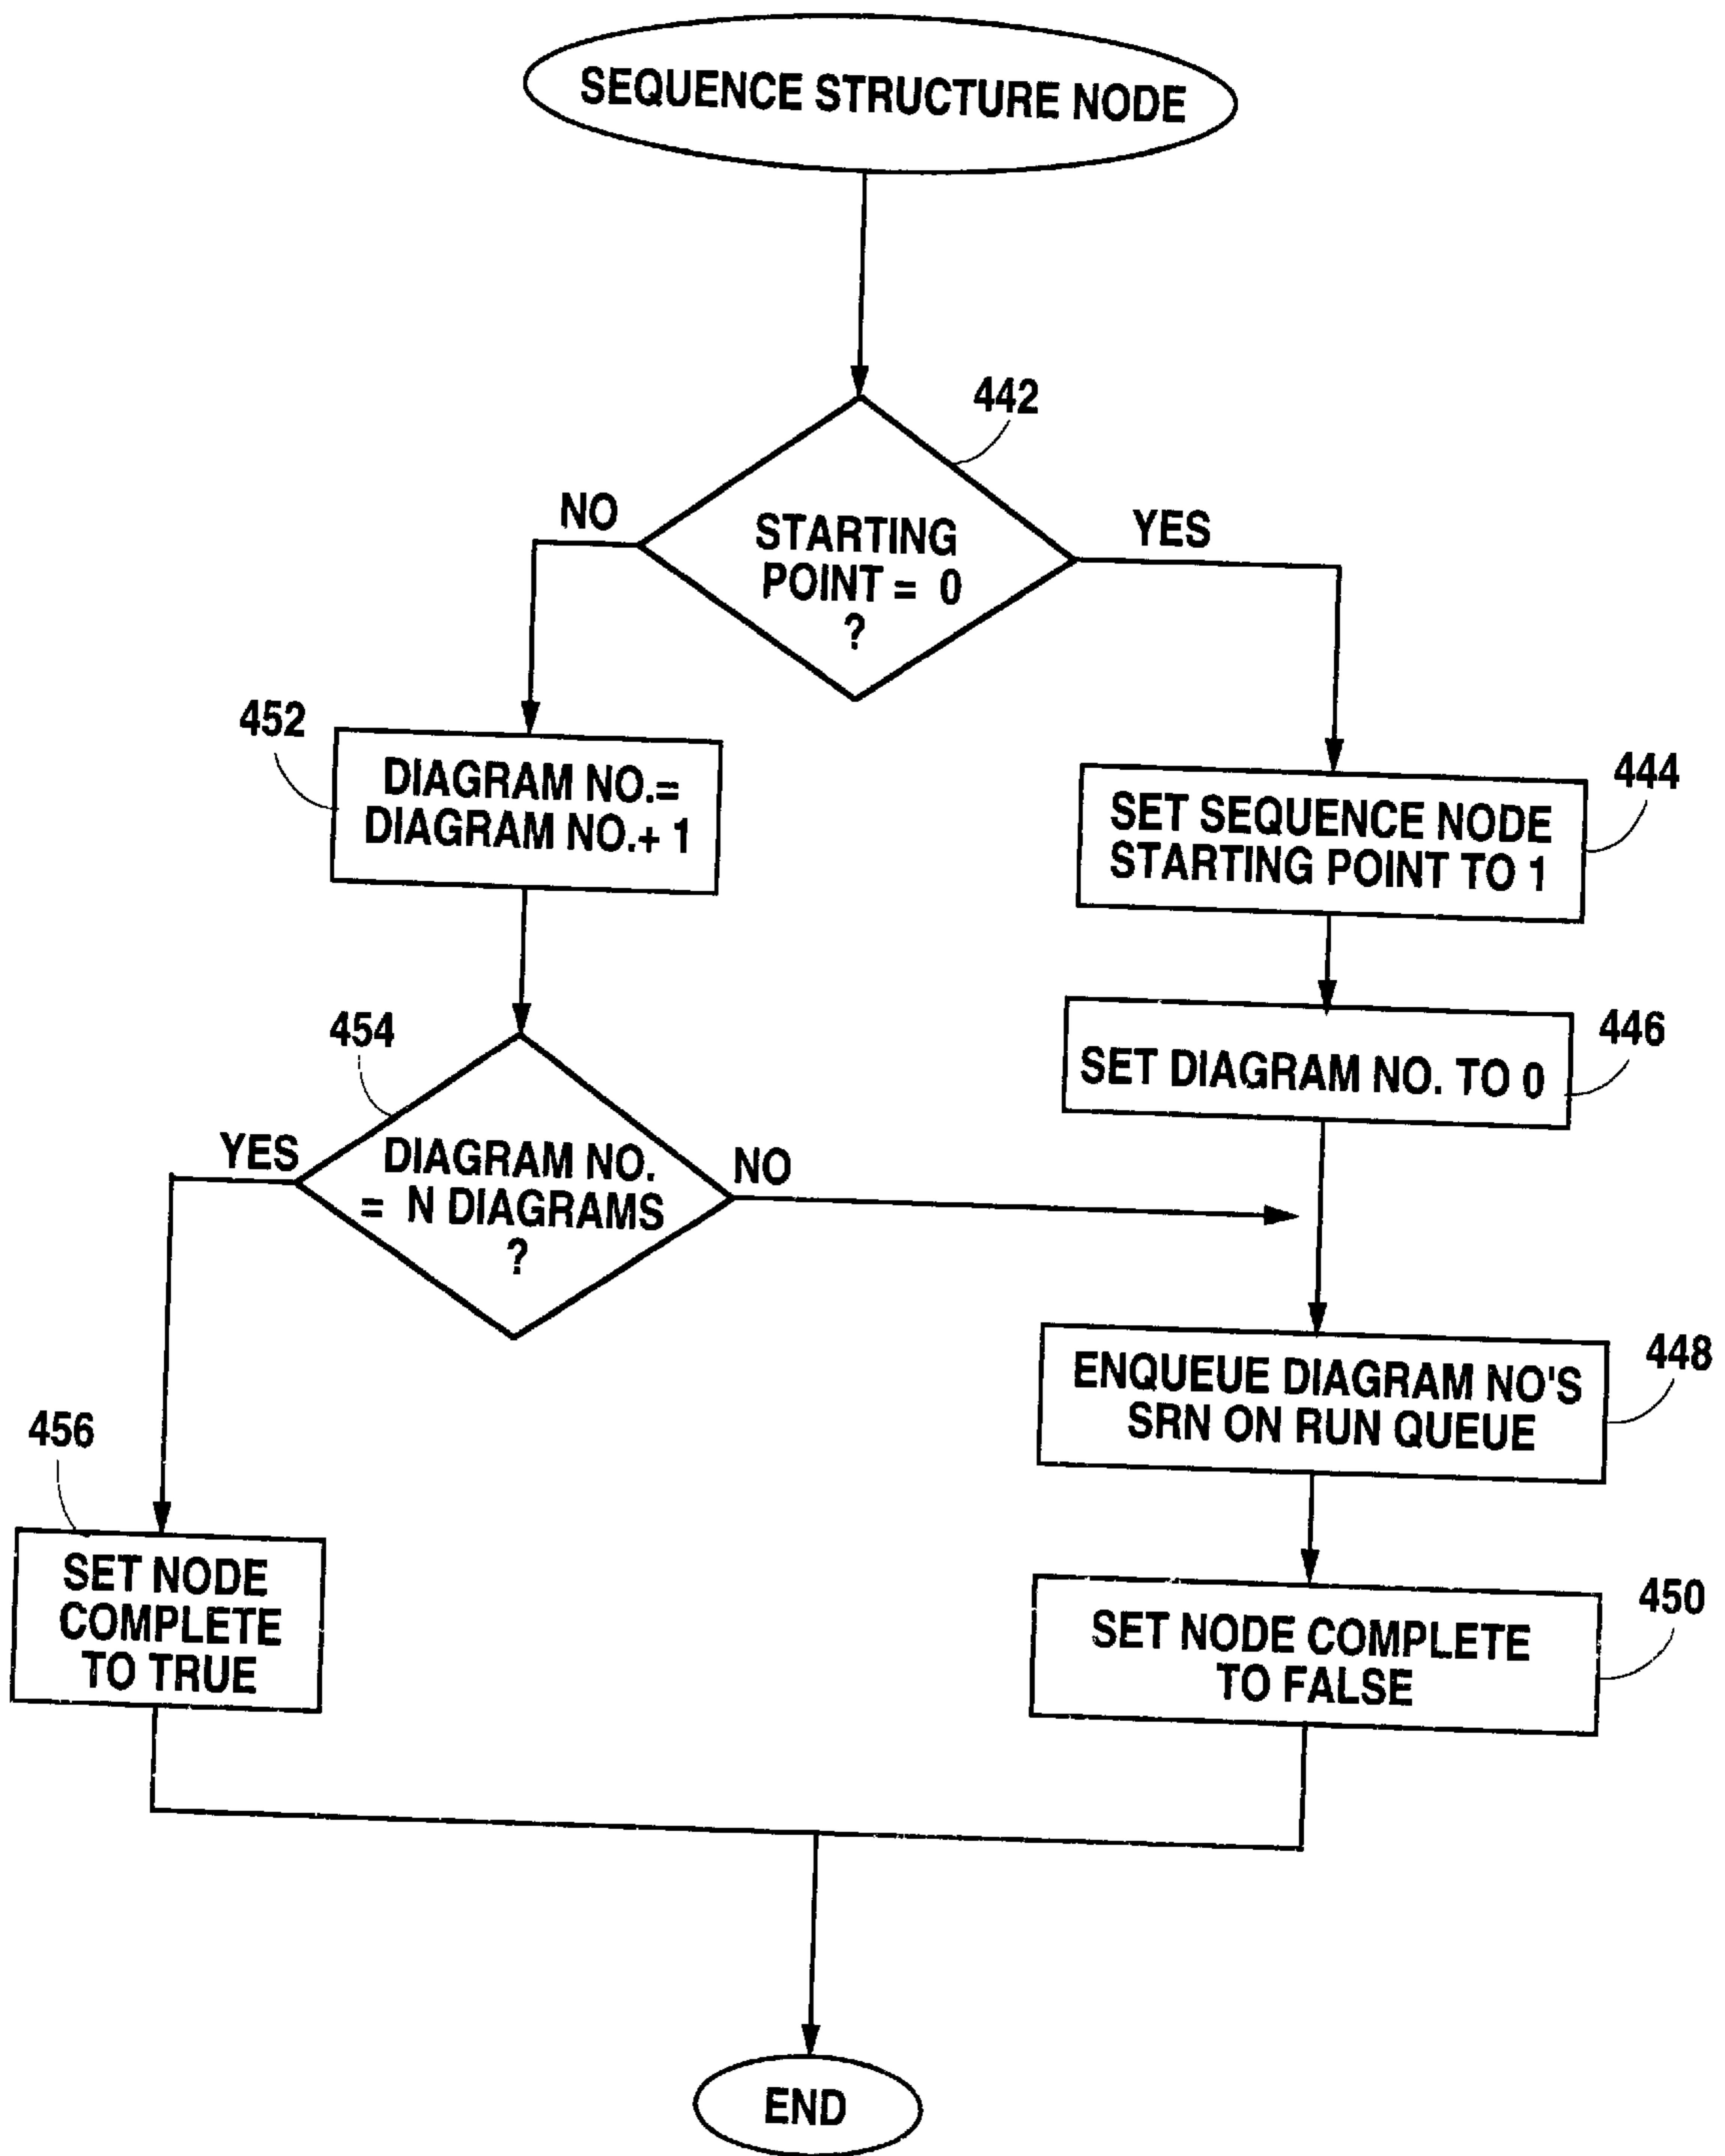 SEQUENCE STRUCTURE NODE
442
NO
YES
STARTING
POINT = 0
?
452
DIAGRAM NO.=
DIAGRAM NO.+ 1
444
SET SEQUENCE NODE
STARTING POINT TO 1
446
SET DIAGRAM NO. TO 0
454
YES
DIAGRAM NO.
= N DIAGRAMS
?
NO
448
ENQUEUE DIAGRAM NO'S
SRN ON RUN QUEUE
456
SET NODE
COMPLETE
TO TRUE
450
SET NODE COMPLETE
TO FALSE
END